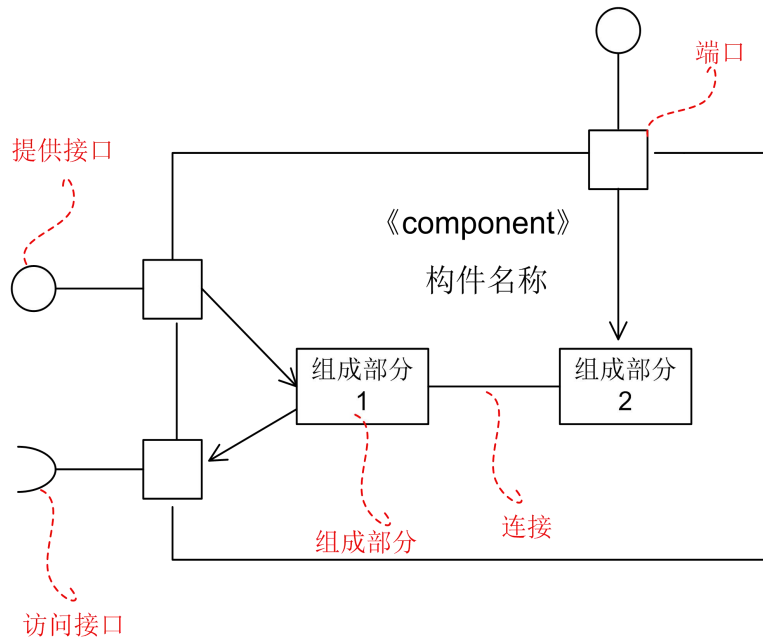 端口
提供接口
《component》
构件名称
组成部分
1
组成部分
2
组成部分
连接
访问接口